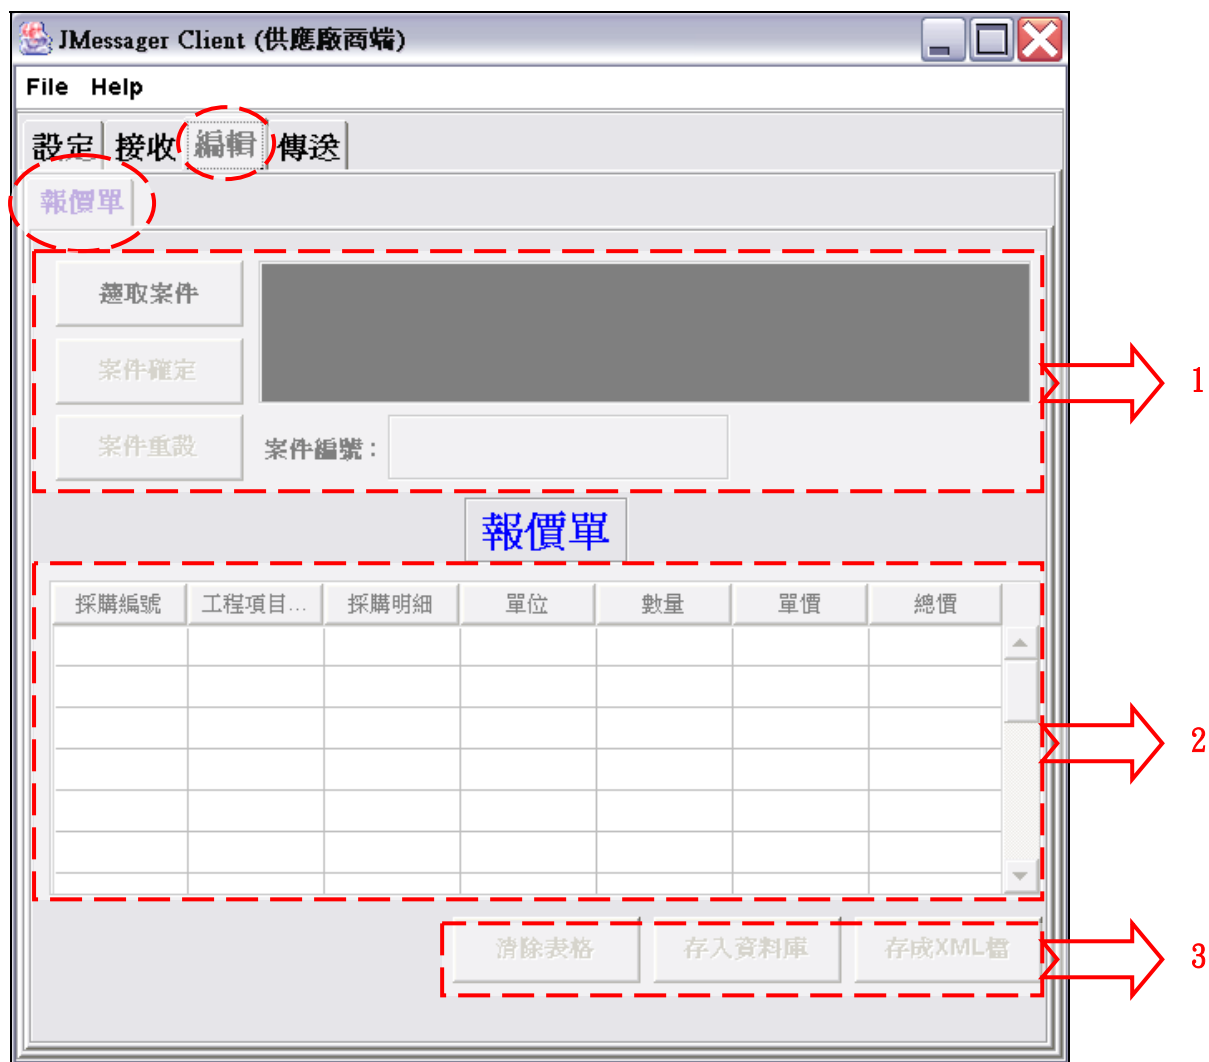 JMessager Client (供應廠商端)
File Help
設定 接收 編輯 傳送
報價單
選取案件
案件確定
1
案件重設 案件編號：
報價單
採購編號 工程項目... 採購明細 單位 數量 單價 總價
2
清除表格 存入資料庫 存成XML檔
3